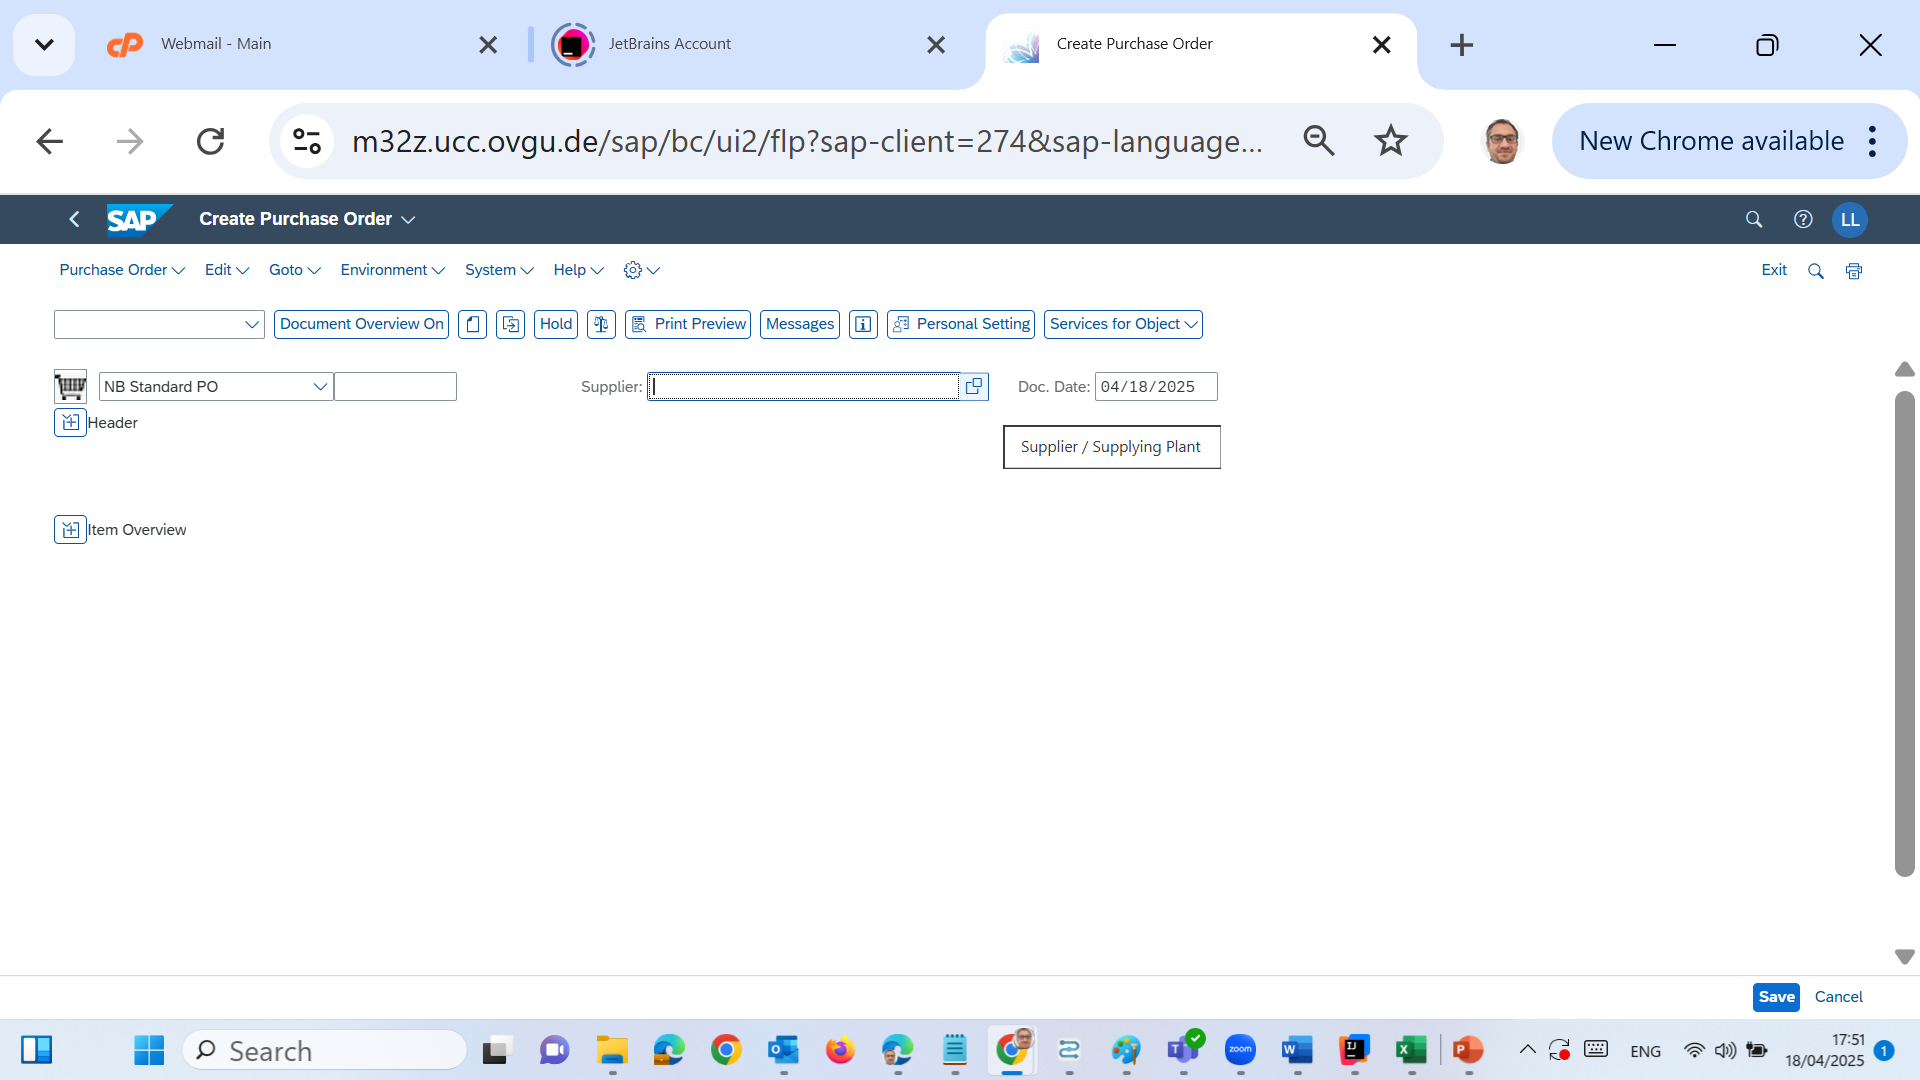 Webmail - Main
JetBrains Account
Create Purchase Order
m32z.ucc.ovgu.de/sap/bc/ui2/flp?sap-client=274&sap-language...
New Chrome available
SAP
Create Purchase Order
LL
Purchase Order
Edit
Goto
Environment
System
Help
Exit
Document Overview On
Hold
Print Preview
Messages
Personal Setting
Services for Object
NB Standard PO
Supplier:
Doc. Date:
04/18/2025
Header
Supplier / Supplying Plant
Item Overview
Save
Cancel
Search
zoom
ENG
17:51
18/04/2025
1